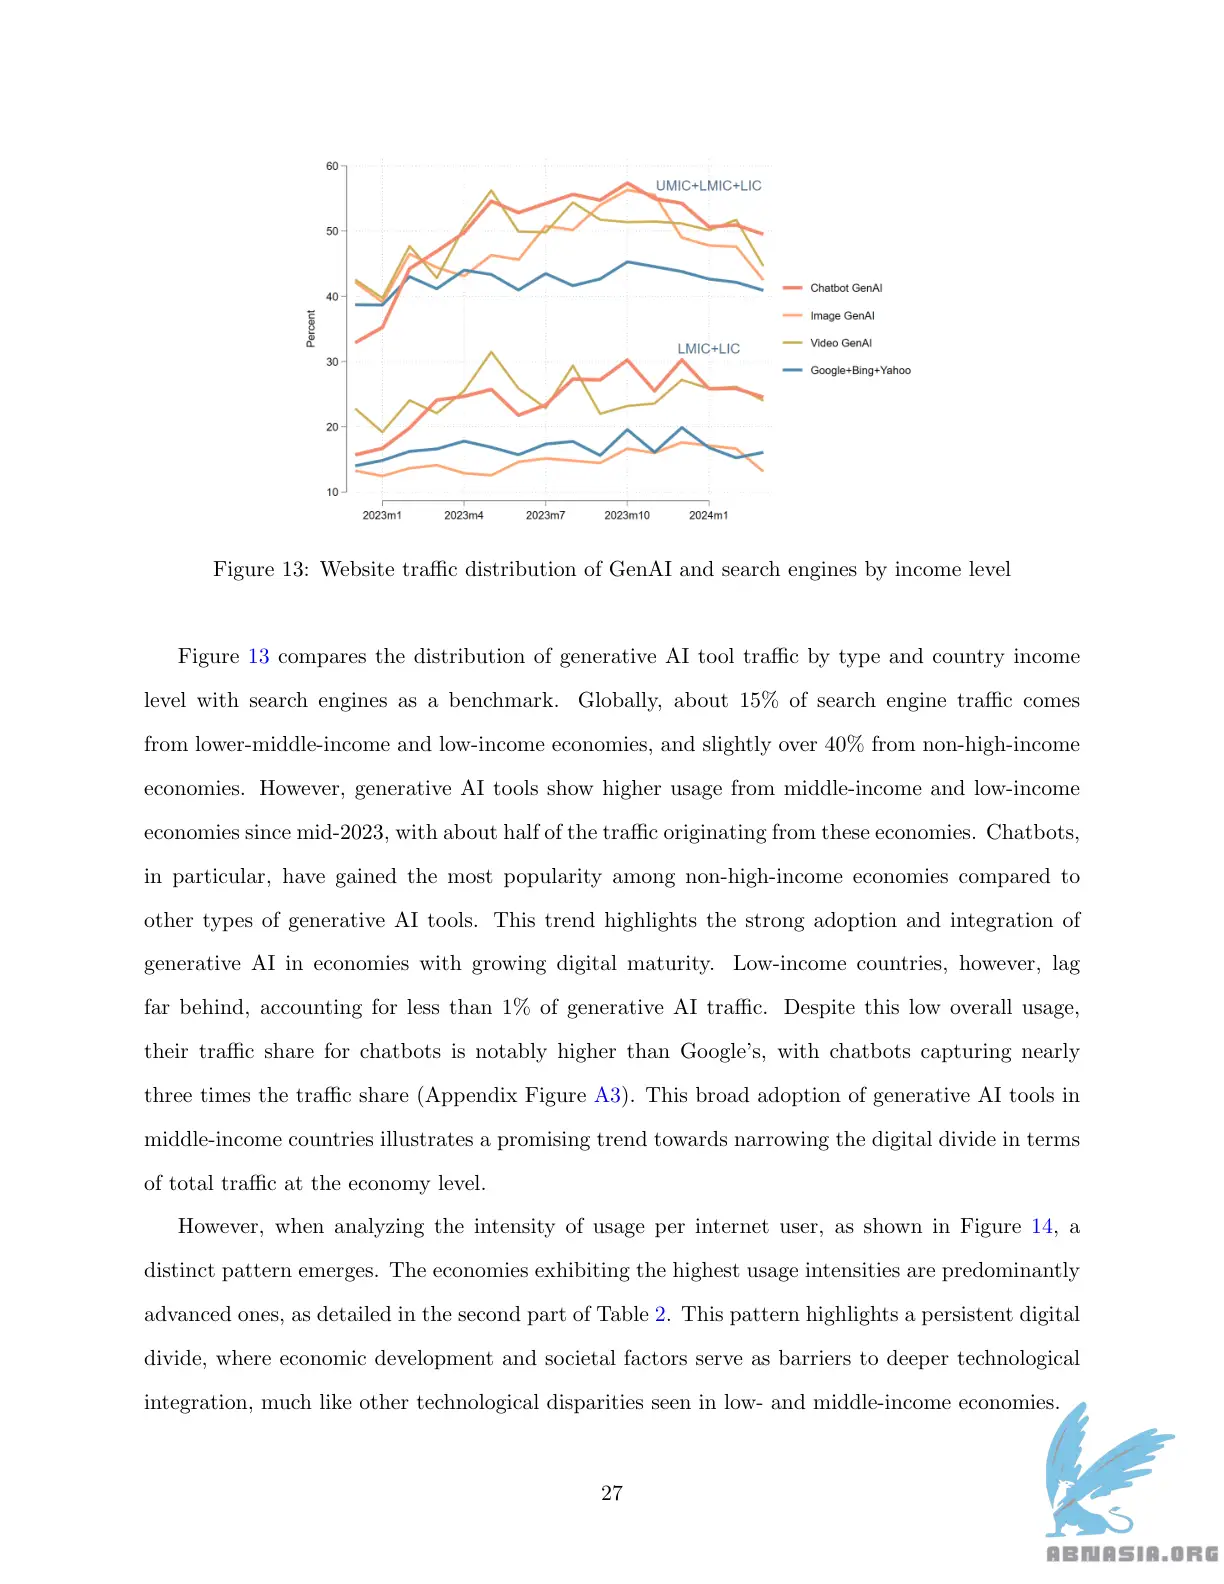 60
UMIC+LMIC+LIC
50
40
Chatbot GenAI
Image GenAI
Percent
Video GenAI
30
LMIC+LIC
Google+Bing+Yahoo
20
10
2023m1 2023m4 2023m7 2023m10 2024m1
Figure 13: Website traffic distribution of GenAI and search engines by income level
Figure 13 compares the distribution of generative AI tool traffic by type and country income
level with search engines as a benchmark. Globally, about 15% of search engine traffic comes
from lower-middle-income and low-income economies, and slightly over 40% from non-high-income
economies. However, generative AI tools show higher usage from middle-income and low-income
economies since mid-2023, with about half of the traffic originating from these economies. Chatbots,
in particular, have gained the most popularity among non-high-income economies compared to
other types of generative AI tools. This trend highlights the strong adoption and integration of
generative AI in economies with growing digital maturity. Low-income countries, however, lag
far behind, accounting for less than 1% of generative AI traffic. Despite this low overall usage,
their traffic share for chatbots is notably higher than Google's, with chatbots capturing nearly
three times the traffic share (Appendix Figure A3). This broad adoption of generative AI tools in
middle-income countries illustrates a promising trend towards narrowing the digital divide in terms
of total traffic at the economy level.
However, when analyzing the intensity of usage per internet user, as shown in Figure 14, a
distinct pattern emerges. The economies exhibiting the highest usage intensities are predominantly
advanced ones, as detailed in the second part of Table 2. This pattern highlights a persistent digital
divide, where economic development and societal factors serve as barriers to deeper technological
integration, much like other technological disparities seen in low- and middle-income economies.
27
ABNASIA.ORG